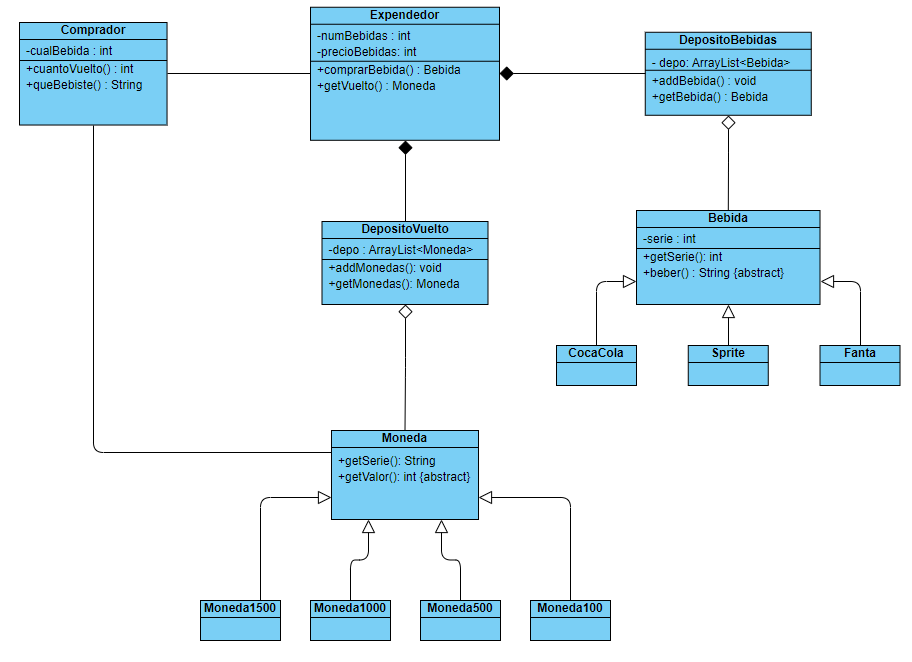 Comprador
-cualBebida : int
+cuantoVuelto() : int
+queBebiste() : String
Expendedor
-numBebidas : int
-precioBebidas: int
+comprarBebida() : Bebida
+getVuelto() : Moneda
DepositoBebidas
- depo: ArrayList<Bebida>
+addBebida() : void
+getBebida() : Bebida
DepositoVuelto
-depo : ArrayList<Moneda>
+addMonedas(): void
+getMonedas(): Moneda
Bebida
-serie : int
+getSerie(): int
+beber() : String {abstract}
CocaCola
Sprite
Fanta
Moneda
+getSerie(): String
+getValor(): int {abstract}
Moneda1500
Moneda1000
Moneda500
Moneda100